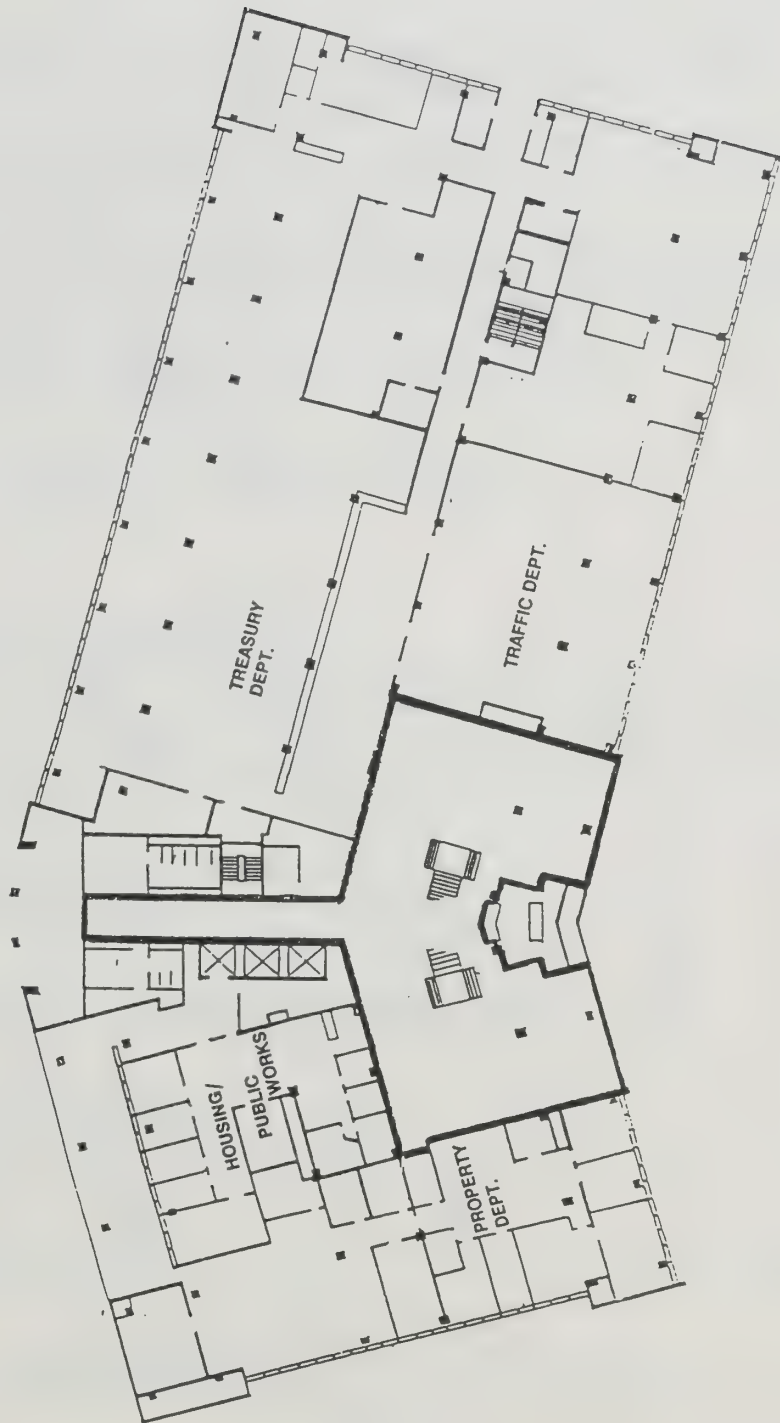 TREASURY
DEPT.
TRAFFIC DEPT.
HOUSING/
PUBLIC
WORKS
PROPERTY
DEPT.